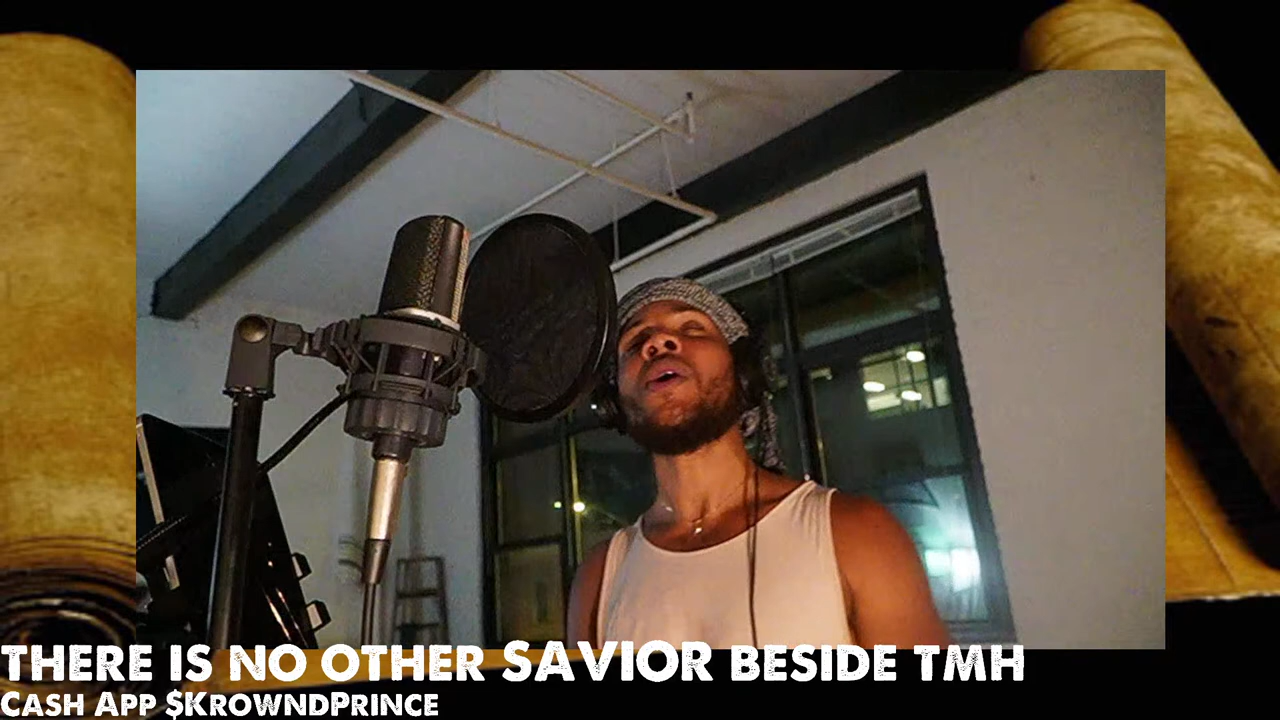 THERE IS NO OTHER SAVIOR BESIDE TMH
CASH APP $KROWNDPRINCE